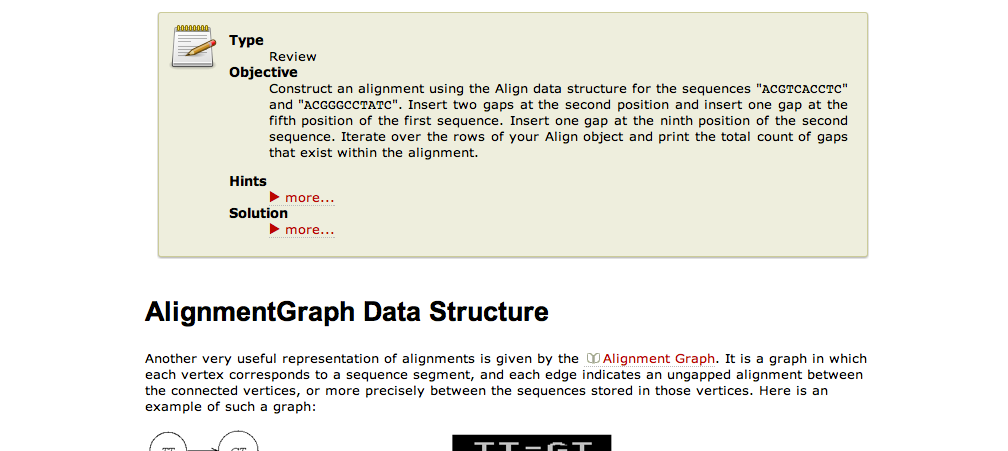 Type
Review
Objective
Construct an alignment using the Align data structure for the sequences "ACGTCACCTC"
and "ACGGGCCTATC". Insert two gaps at the second position and insert one gap at the
fifth position of the first sequence. Insert one gap at the ninth position of the second
sequence. Iterate over the rows of your Align object and print the total count of gaps
that exist within the alignment.
Hints
more...
Solution
more...
AlignmentGraph Data Structure
Another very useful representation of alignments is given by the Alignment Graph. It is a graph in which
each vertex corresponds to a sequence segment, and each edge indicates an ungapped alignment between
the connected vertices, or more precisely between the sequences stored in those vertices. Here is an
example of such a graph: